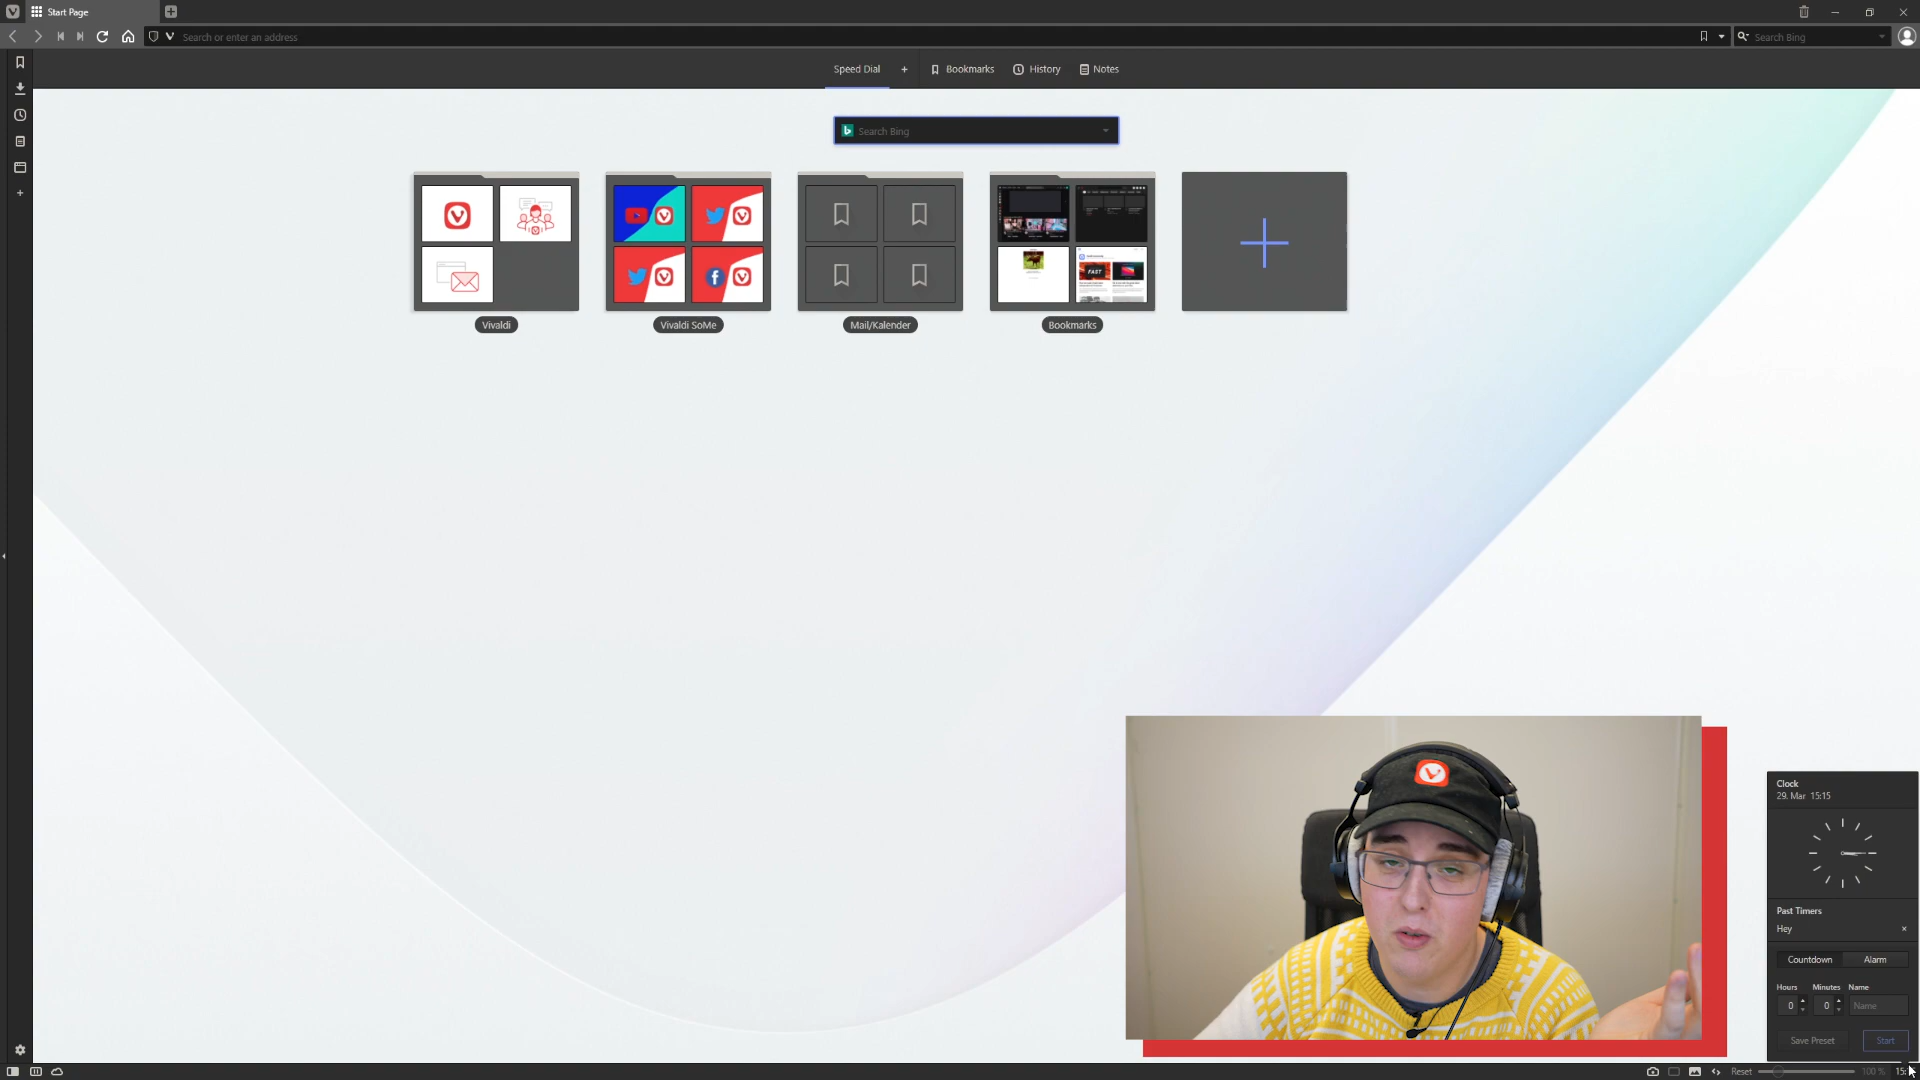 Start Page
Search or enter an address
Search Bing
Speed Dial
Bookmarks
History
Notes
Search Bing
FAST
Vivaldi
Vivaldi SoMe
Mail/Kalender
Bookmarks
Clock
29. Mar 15:15
Past Timers
Hey
Countdown Alarm
Hours Minutes Name
0 0 Name
Save Preset Start
Reset 100 %